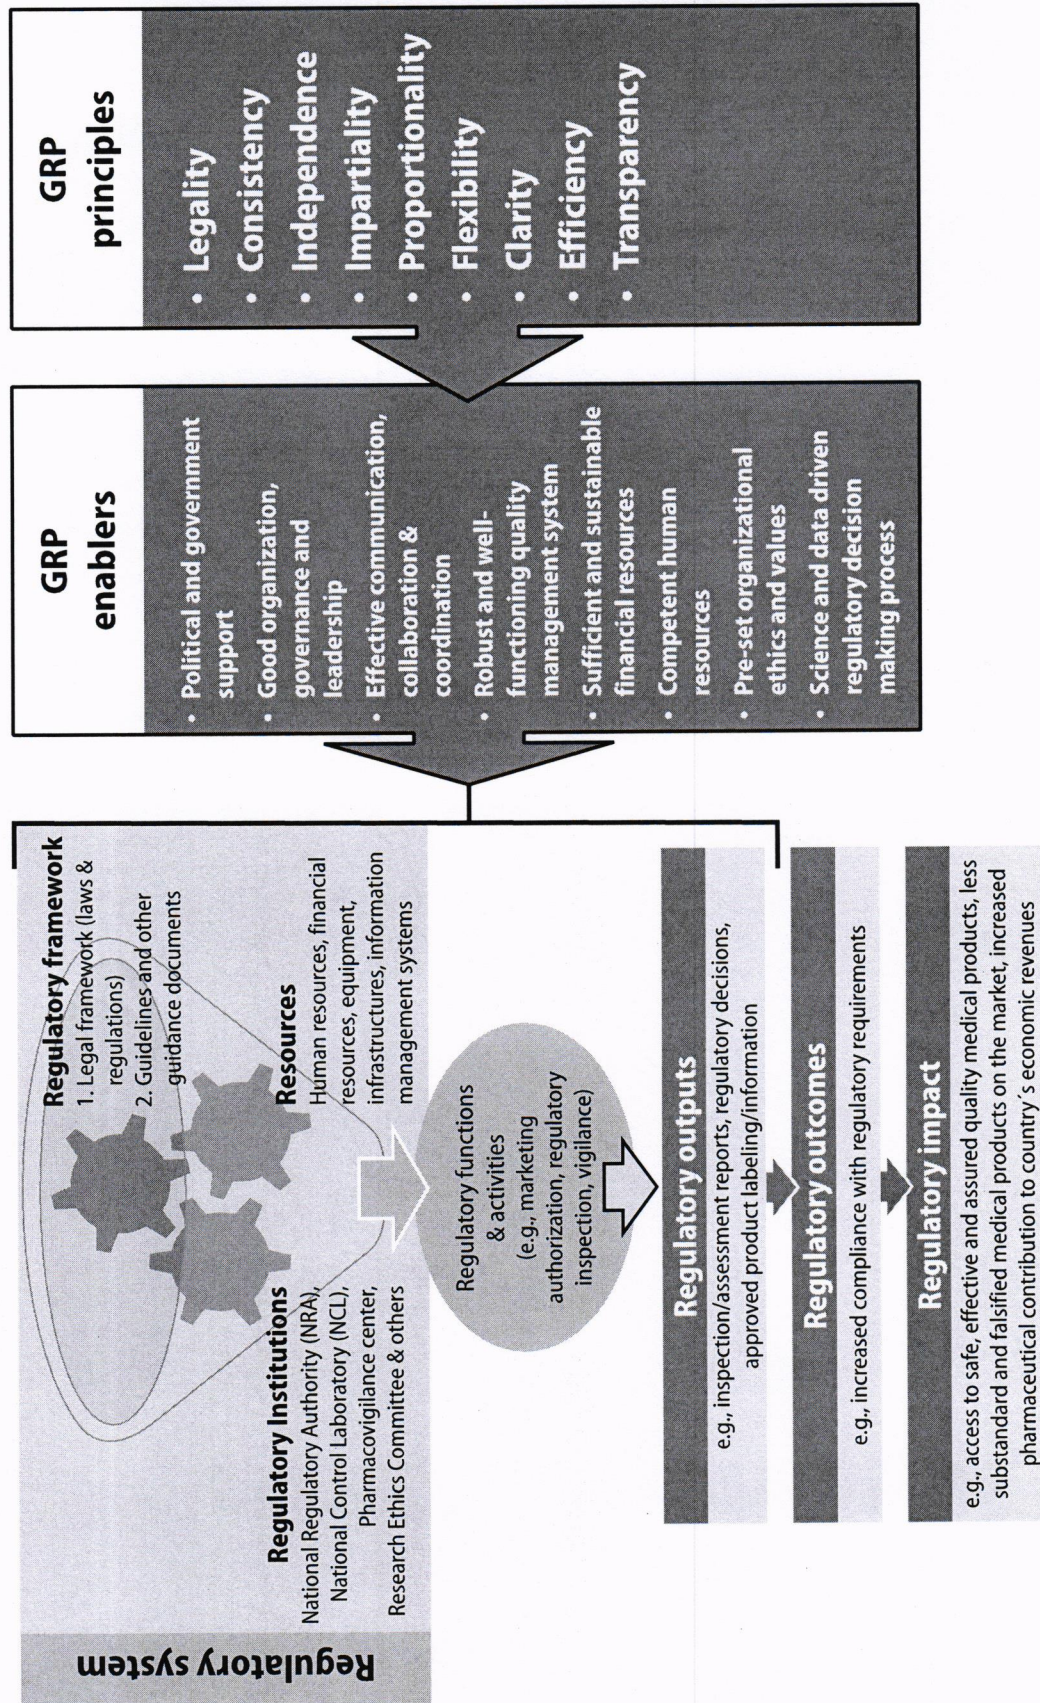 Regulatory system
Regulatory framework
1. Legal framework (laws &
regulations)
2. Guidelines and other
guidance documents
Regulatory Institutions
National Regulatory Authority (NRA),
National Control Laboratory (NCL),
Pharmacovigilance center,
Research Ethics Committee & others
Resources
Human resources, financial
resources, equipment,
infrastructures, information
management systems
Regulatory functions
& activities
(e.g., marketing
authorization, regulatory
inspection, vigilance)
Regulatory outputs
e.g., inspection/assessment reports, regulatory decisions,
approved product labeling/information
Regulatory outcomes
e.g., increased compliance with regulatory requirements
Regulatory impact
e.g., access to safe, effective and assured quality medical products, less
substandard and falsified medical products on the market, increased
pharmaceutical contribution to country´s economic revenues
GRP
enablers
• Political and government
support
• Good organization,
governance and
leadership
• Effective communication,
collaboration &
coordination
• Robust and well-
functioning quality
management system
• Sufficient and sustainable
financial resources
• Competent human
resources
• Pre-set organizational
ethics and values
• Science and data driven
regulatory decision
making process
GRP
principles
• Legality
• Consistency
• Independence
• Impartiality
• Proportionality
• Flexibility
• Clarity
• Efficiency
• Transparency